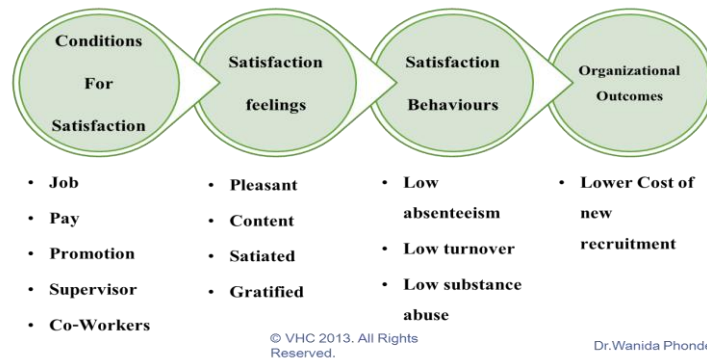 Conditions
For
Satisfaction
Satisfaction
feelings
Satisfaction
Behaviours
Organizational
Outcomes
• Job
• Pay
• Promotion
• Supervisor
• Co-Workers
• Pleasant
• Content
• Satiated
• Gratified
• Low
absenteeism
• Low turnover
• Low substance
abuse
• Lower Cost of
new
recruitment
© VHC 2013. All Rights
Reserved.
Dr.Wanida Phonde